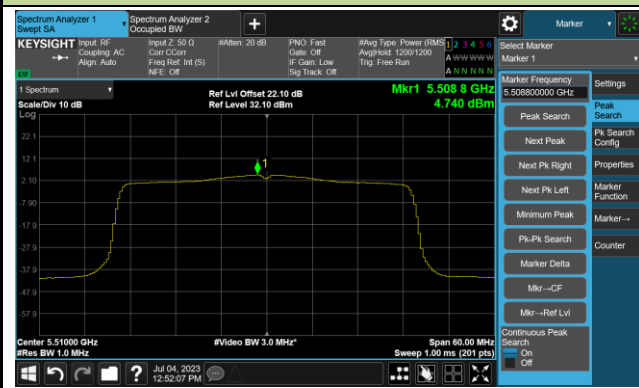 Spectrum Analyzer 1
Swept SA
Spectrum Analyzer 2
Occupied BW
Marker
KEYSIGHT
Input: RF
Coupling: AC
Align: Auto
Input Z: 50 Ω
Corr CCorr
Freq Ref: Int (S)
NFE: Off
#Atten: 20 dB
PNO: Fast
Gate: Off
IF Gain: Low
Sig Track: Off
#Avg Type: Power (RMS
Avg|Hold: 1200/1200
Trig: Free Run
1 2 3 4 5 6
A W W W W W
A N N N N N
Select Marker
Marker 1
1 Spectrum
Scale/Div 10 dB
Log
Ref Lvl Offset 22.10 dB
Ref Level 32.10 dBm
Mkr1 5.508 8 GHz
4.740 dBm
22.1
12.1
2.10
-7.90
-17.9
-27.9
-37.9
-47.9
-57.9
1
Center 5.51000 GHz
#Res BW 1.0 MHz
#Video BW 3.0 MHz*
Span 60.00 MHz
Sweep 1.00 ms (201 pts)
Marker Frequency
5.508800000 GHz
Peak Search
Next Peak
Next Pk Right
Next Pk Left
Minimum Peak
Pk-Pk Search
Marker Delta
Mkr→CF
Mkr→Ref Lvl
Continuous Peak
Search
On
Off
Settings
Peak
Search
Pk Search
Config
Properties
Marker
Function
Marker→
Counter
Jul 04, 2023
12:52:07 PM